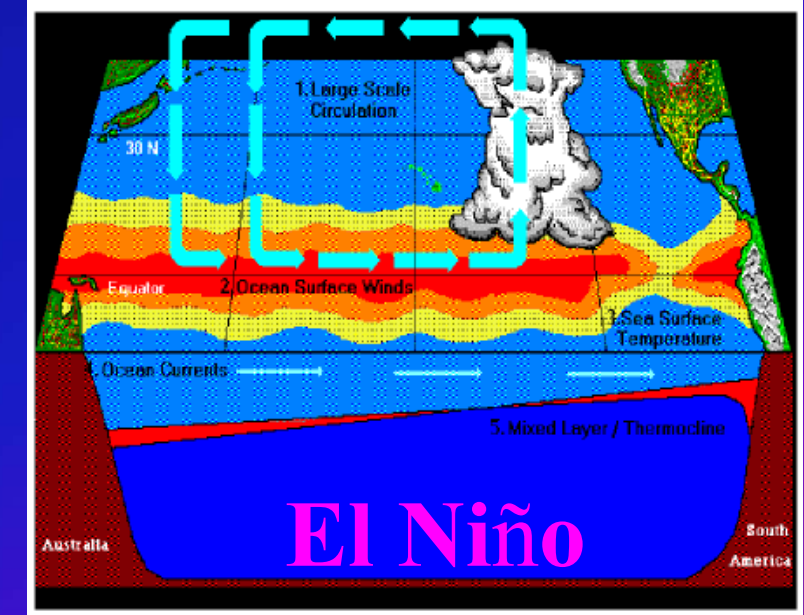 1. Large Scale
Circulation
30 N
Equator
2. Ocean Surface Winds
3. Sea Surface
Temperature
4. Ocean Currents
5. Mixed Layer / Thermocline
El Niño
Australia
South
America